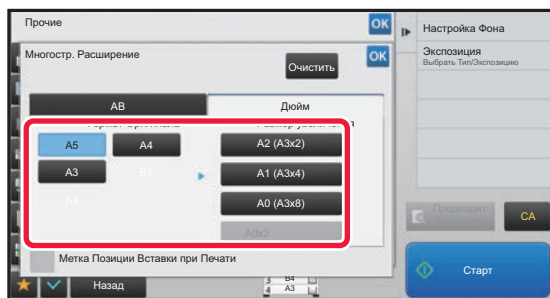 Прочие
OK
Настройка Фона
Многостр. Расширение
Очистить
OK
Экспозиция
Выбрать Тип/Экспозицию
AB
Дюйм
A5
A4
A2 (A3x2)
A3
B5
A1 (A3x4)
A3
A0 (A3x8)
A0x2
Предварит.
CA
Метка Позиции Вставки при Печати
Назад
B4
A3
Старт